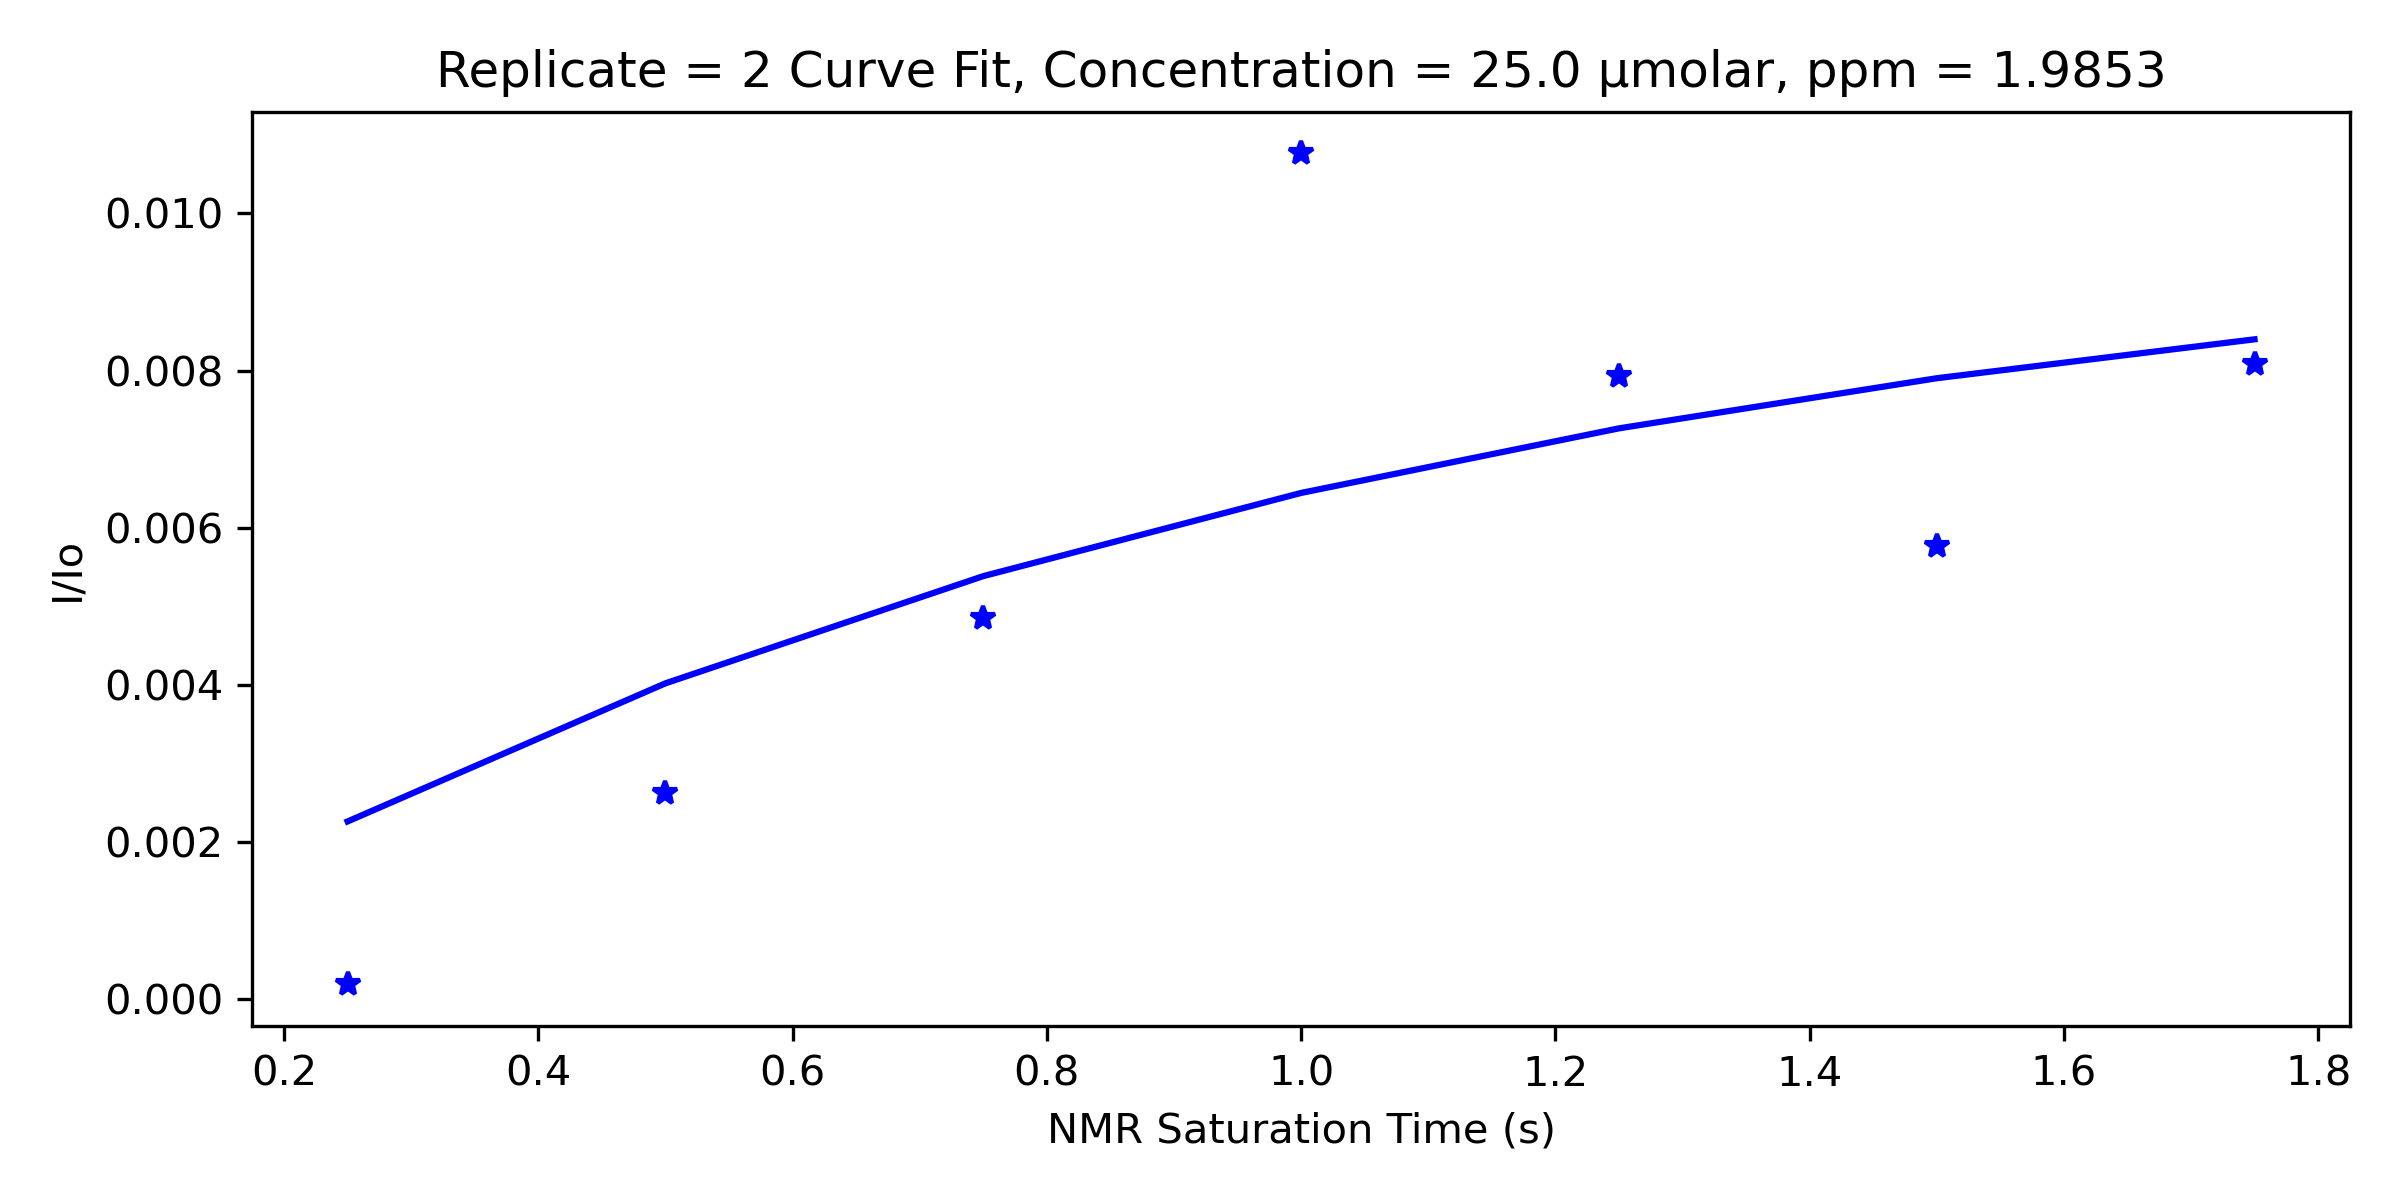 Replicate = 2 Curve Fit, Concentration = 25.0 µmolar, ppm = 1.9853
0.010
0.008
0.006
0.004
0.002
0.000
I/Io
0.2 0.4 0.6 0.8 1.0 1.2 1.4 1.6 1.8
NMR Saturation Time (s)